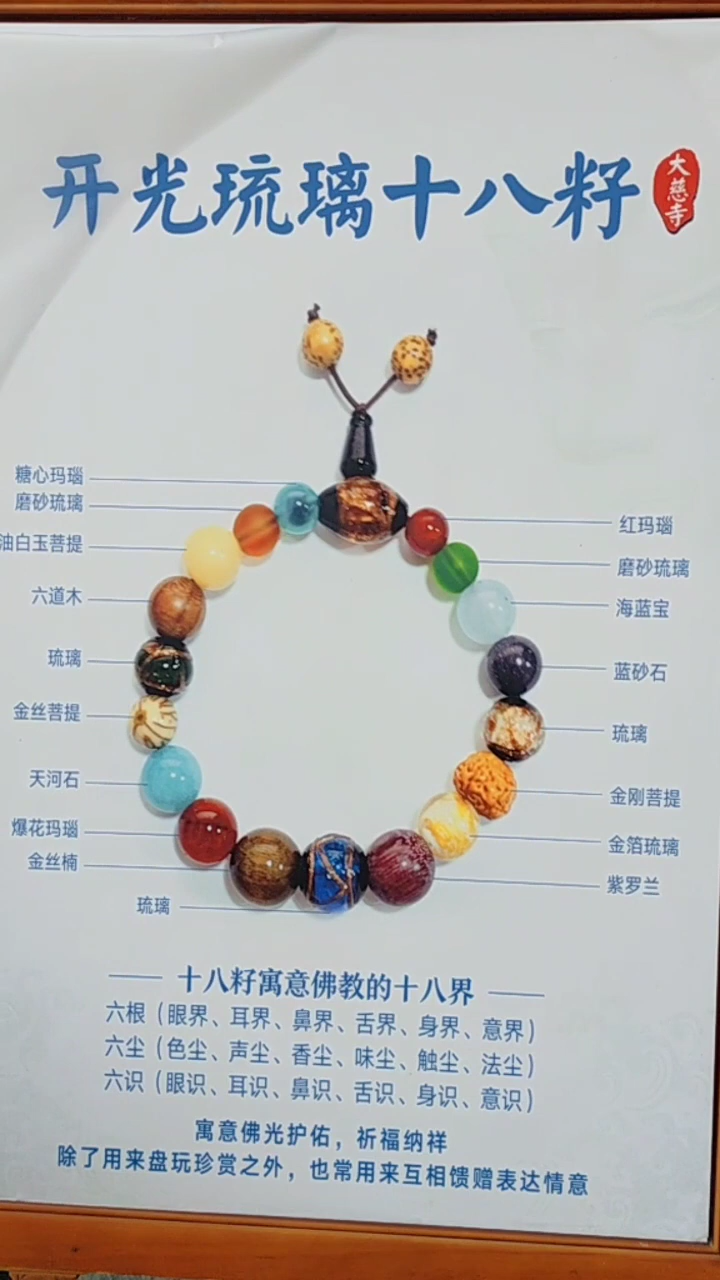 开光琉璃十八籽
大慈寺
糖心玛瑙
磨砂琉璃
油白玉菩提
六道木
琉璃
金丝菩提
天河石
爆花玛瑙
金丝楠
琉璃
红玛瑙
磨砂琉璃
海蓝宝
蓝砂石
琉璃
金刚菩提
金箔琉璃
紫罗兰
十八籽寓意佛教的十八界
六根（眼界、耳界、鼻界、舌界、身界、意界）
六尘（色尘、声尘、香尘、味尘、触尘、法尘）
六识（眼识、耳识、鼻识、舌识、身识、意识）
寓意佛光护佑，祈福纳祥
除了用来盘玩珍赏之外，也常用来互相馈赠表达情意